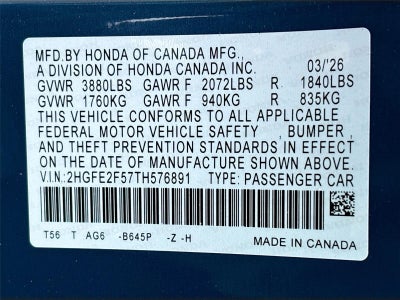 MFD.BY HONDA OF CANADA MFG.,
A DIVISION OF HONDA CANADA INC. 03/'26
GVWR 3880LBS GAWR F 2072LBS R. 1840LBS
GVWR 1760KG GAWR F 940KG R 835KG
THIS VEHICLE CONFORMS TO ALL APPLICABLE
FEDERAL MOTOR VEHICLE SAFETY , BUMPER ,
AND THEFT PREVENTION STANDARDS IN EFFECT
ON THE DATE OF MANUFACTURE SHOWN ABOVE.
V.I.N.:2HGFE2F57TH576891 TYPE: PASSENGER CAR
T56 T AG6 -B645P -Z -H
MADE IN CANADA